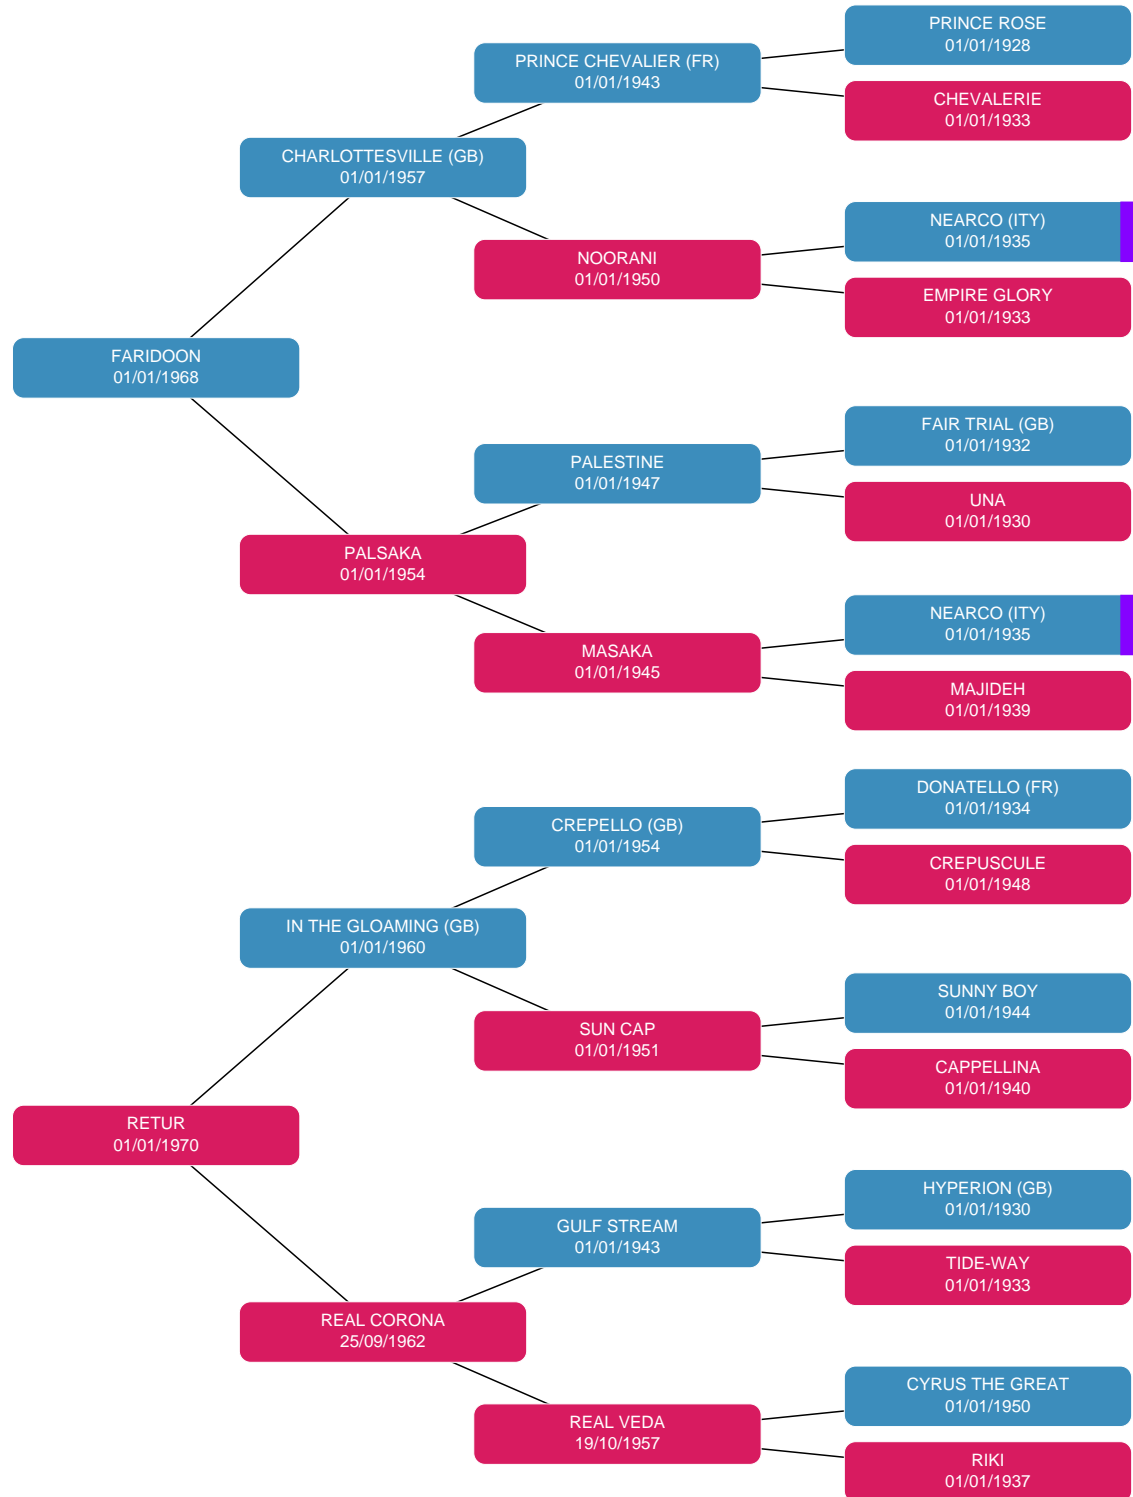 PRINCE ROSE
01/01/1928
PRINCE CHEVALIER (FR)
01/01/1943
CHEVALERIE
01/01/1933
CHARLOTTESVILLE (GB)
01/01/1957
NEARCO (ITY)
01/01/1935
NOORANI
01/01/1950
EMPIRE GLORY
01/01/1933
FARIDOON
01/01/1968
FAIR TRIAL (GB)
01/01/1932
PALESTINE
01/01/1947
UNA
01/01/1930
PALSAKA
01/01/1954
NEARCO (ITY)
01/01/1935
MASAKA
01/01/1945
MAJIDEH
01/01/1939
DONATELLO (FR)
01/01/1934
CREPELLO (GB)
01/01/1954
CREPUSCULE
01/01/1948
IN THE GLOAMING (GB)
01/01/1960
SUNNY BOY
01/01/1944
SUN CAP
01/01/1951
CAPPELLINA
01/01/1940
RETUR
01/01/1970
HYPERION (GB)
01/01/1930
GULF STREAM
01/01/1943
TIDE-WAY
01/01/1933
REAL CORONA
25/09/1962
CYRUS THE GREAT
01/01/1950
REAL VEDA
19/10/1957
RIKI
01/01/1937